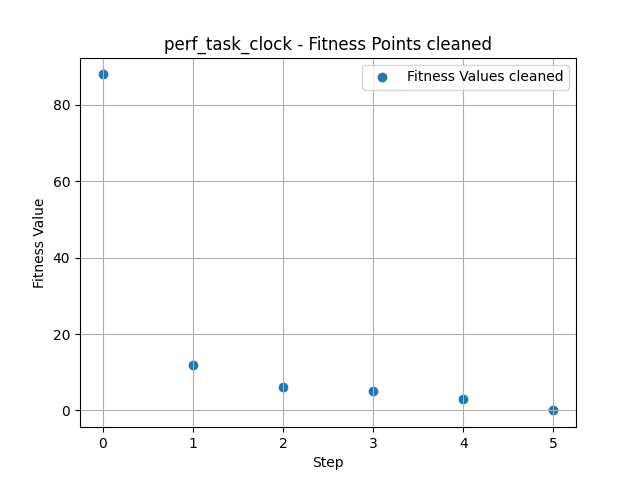 perf_task_clock - Fitness Points cleaned
Fitness Values cleaned
Fitness Value
80
60
40
20
0
0 1 2 3 4 5
Step